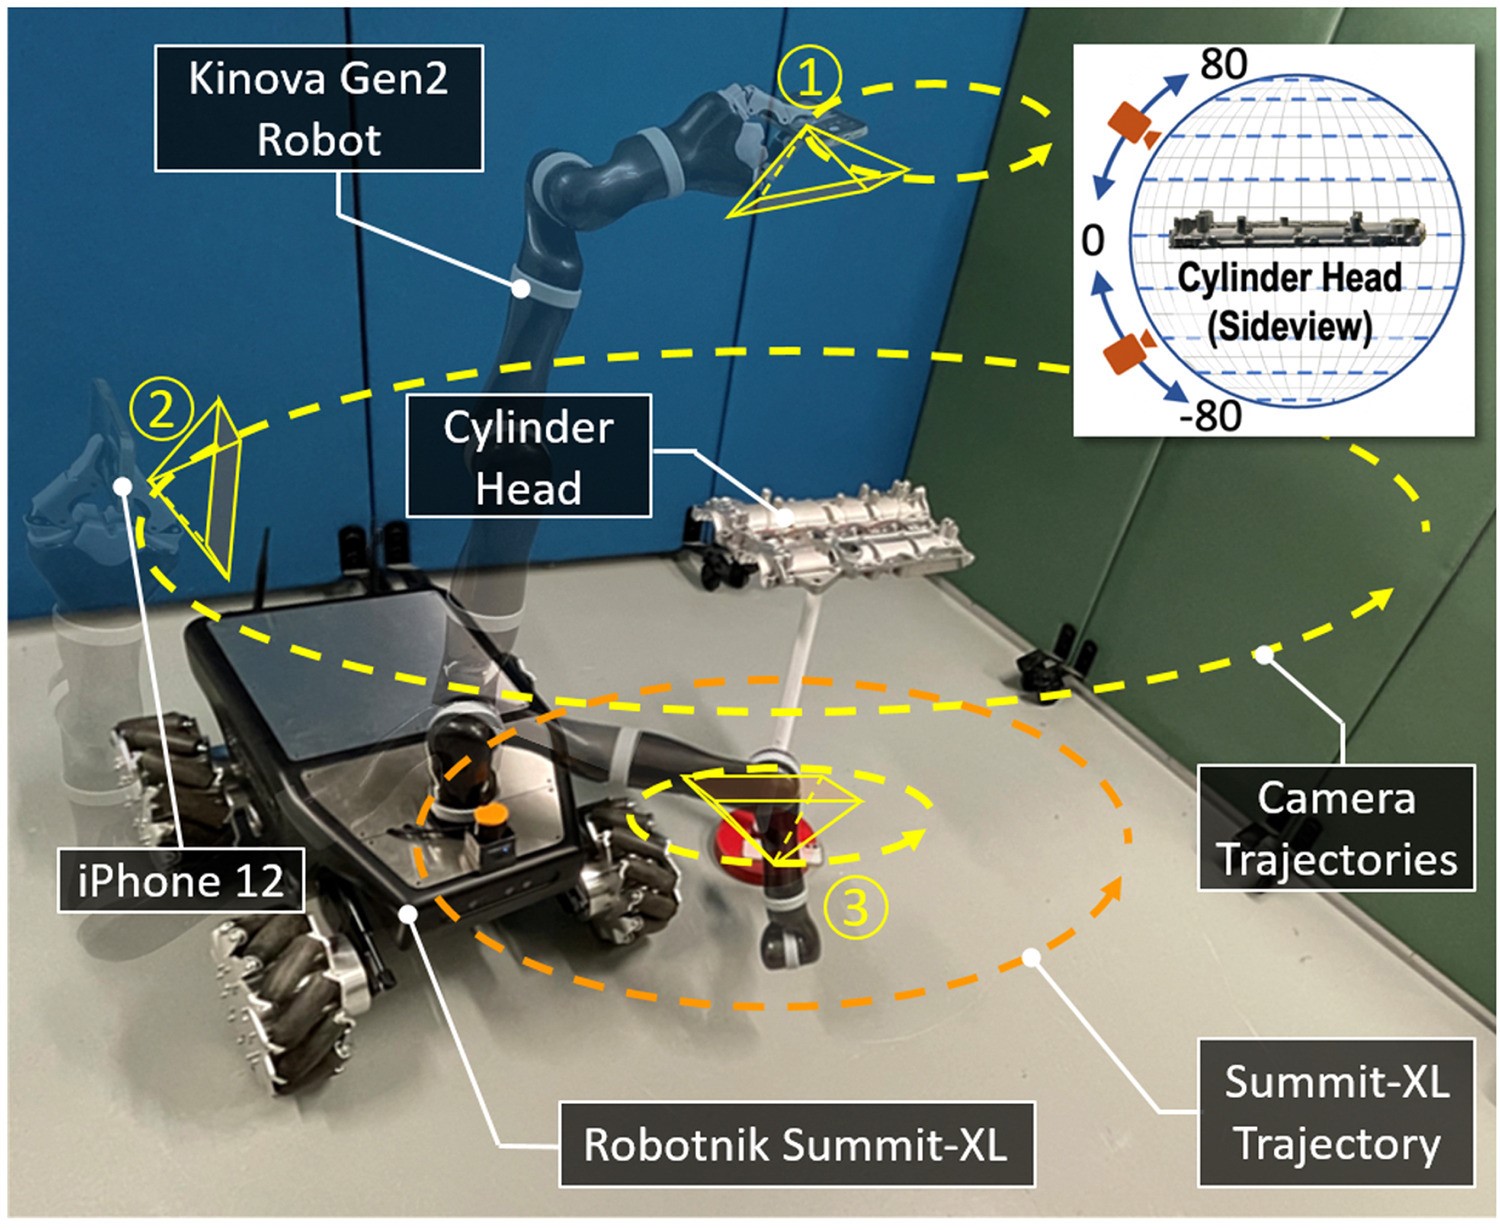 Kinova Gen2
Robot
①
80
0
Cylinder Head
(Sideview)
-80
②
Cylinder
Head
Camera
Trajectories
iPhone 12
③
Summit-XL
Trajectory
Robotnik Summit-XL